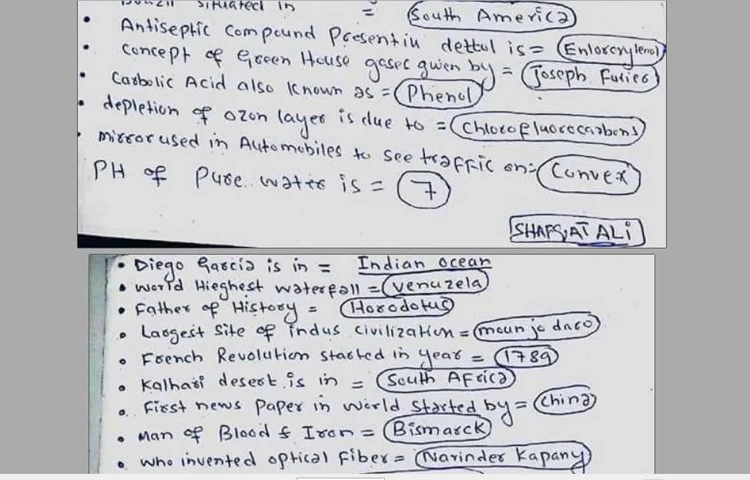 situated in = South America
• Antiseptic Compound Present in dettol is = Enloroxylenol
• Concept of Green House gases given by = Joseph. Furier
• Carbolic Acid also known as = Phenol
• depletion of ozon layer is due to = Chlorofluorocarbons
• mirror used in Automobiles to see traffic on = Convex
PH of Pure water is = 7
SHAFQAT ALI
• Diego Garcia is in = Indian ocean
• World Hieghest waterfall = venuzela
• Father of History = Horodotus
• Largest Site of indus civilization = mounjo daro
• French Revolution started in year = 1789
• Kalhari desert is in = South Africa
• First news Paper in world started by = China
• Man of Blood & Iron = Bismarck
• who invented optical Fiber = Narinder Kapany